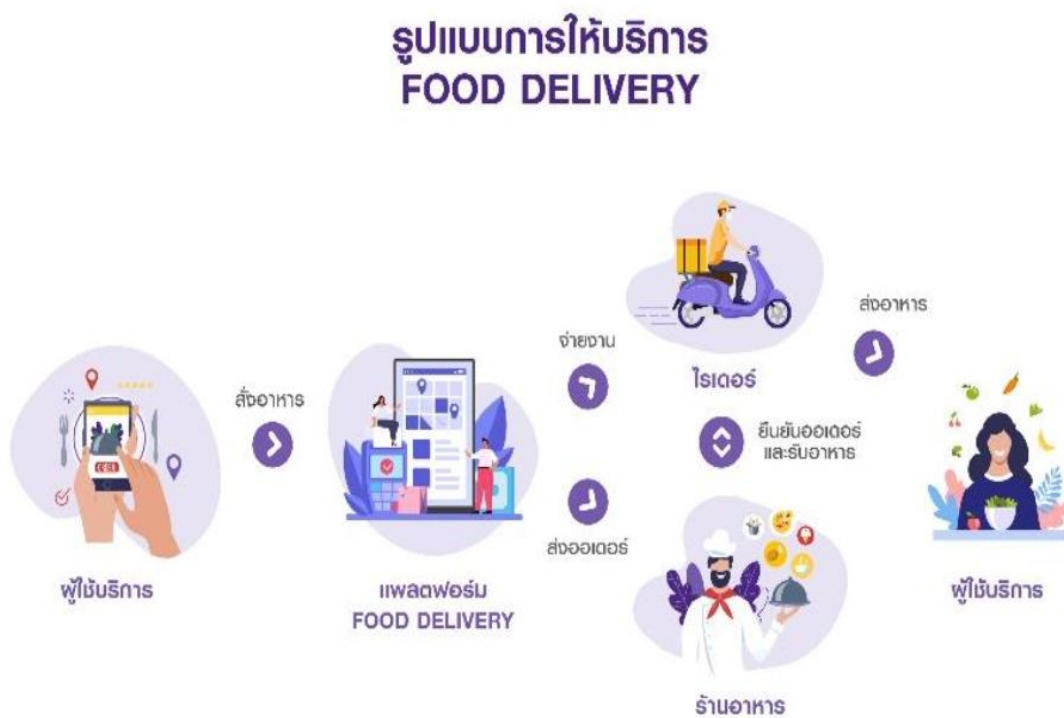 รูปแบบการให้บริการ
FOOD DELIVERY
สั่งอาหาร
จ่ายงาน
ส่งอาหาร
ไรเดอร์
ยืนยันออเดอร์
และรับอาหาร
ส่งออเดอร์
ผู้ใช้บริการ
แพลตฟอร์ม
FOOD DELIVERY
ผู้ใช้บริการ
ร้านอาหาร